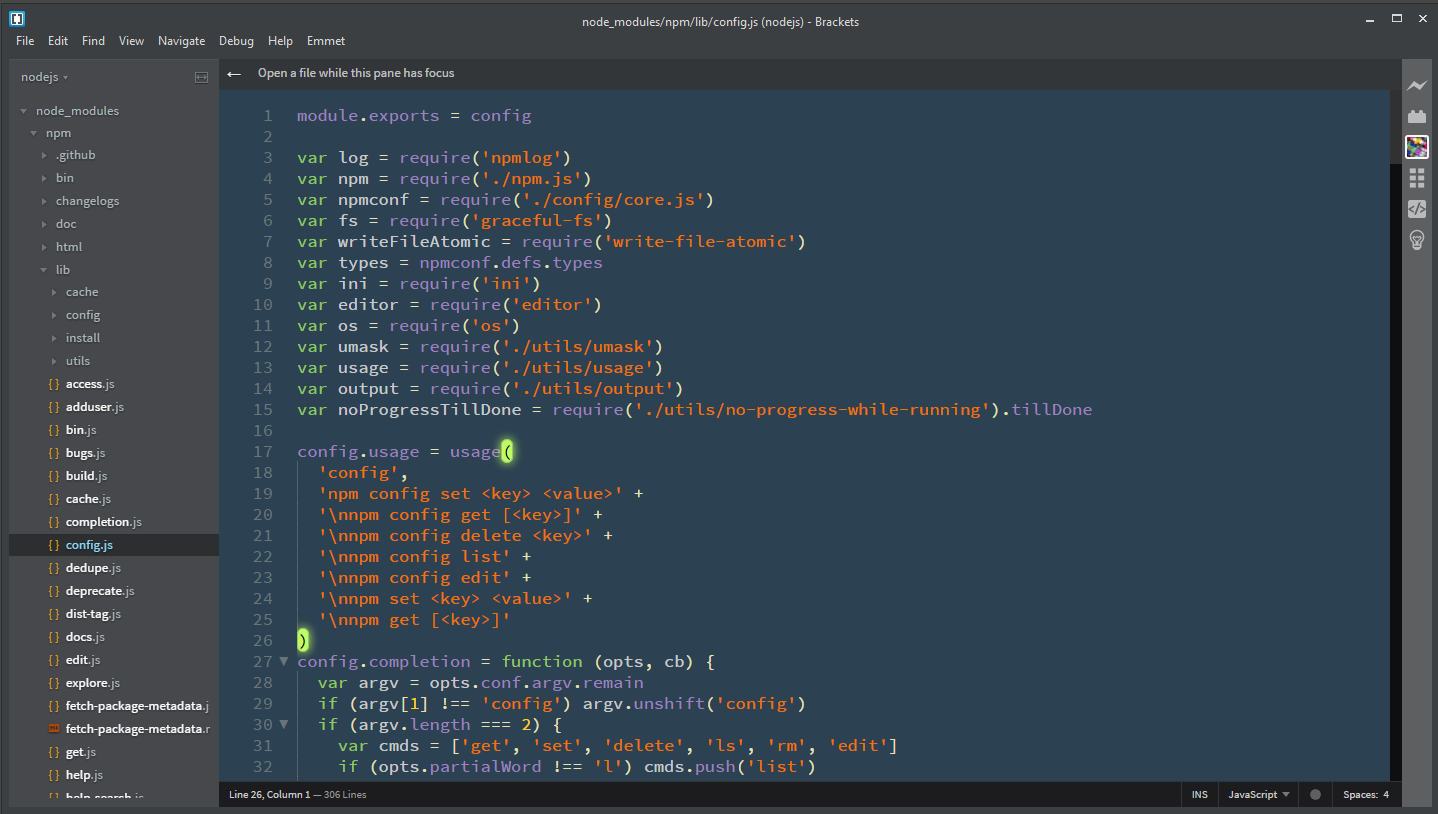 node_modules/npm/lib/config.js (nodejs) - Brackets
File Edit Find View Navigate Debug Help Emmet
nodejs
Open a file while this pane has focus
node_modules
npm
.github
bin
changelogs
doc
html
lib
cache
config
install
utils
{ } access.js
{ } adduser.js
{ } bin.js
{ } bugs.js
{ } build.js
{ } cache.js
{ } completion.js
{ } config.js
{ } dedupe.js
{ } deprecate.js
{ } dist-tag.js
{ } docs.js
{ } edit.js
{ } explore.js
{ } fetch-package-metadata.j
fetch-package-metadata.r
{ } get.js
{ } help.js
{ } help-search.js
1 module.exports = config
2
3 var log = require('npmlog')
4 var npm = require('./npm.js')
5 var npmconf = require('./config/core.js')
6 var fs = require('graceful-fs')
7 var writeFileAtomic = require('write-file-atomic')
8 var types = npmconf.defs.types
9 var ini = require('ini')
10 var editor = require('editor')
11 var os = require('os')
12 var umask = require('./utils/umask')
13 var usage = require('./utils/usage')
14 var output = require('./utils/output')
15 var noProgressTillDone = require('./utils/no-progress-while-running').tillDone
16
17 config.usage = usage(
18 'config',
19 'npm config set <key> <value>' +
20 '\nnpm config get [<key>]' +
21 '\nnpm config delete <key>' +
22 '\nnpm config list' +
23 '\nnpm config edit' +
24 '\nnpm set <key> <value>' +
25 '\nnpm get [<key>]'
26 )
27 config.completion = function (opts, cb) {
28 var argv = opts.conf.argv.remain
29 if (argv[1] !== 'config') argv.unshift('config')
30 if (argv.length === 2) {
31 var cmds = ['get', 'set', 'delete', 'ls', 'rm', 'edit']
32 if (opts.partialWord !== 'l') cmds.push('list')
Line 26, Column 1 — 306 Lines
INS JavaScript Spaces: 4